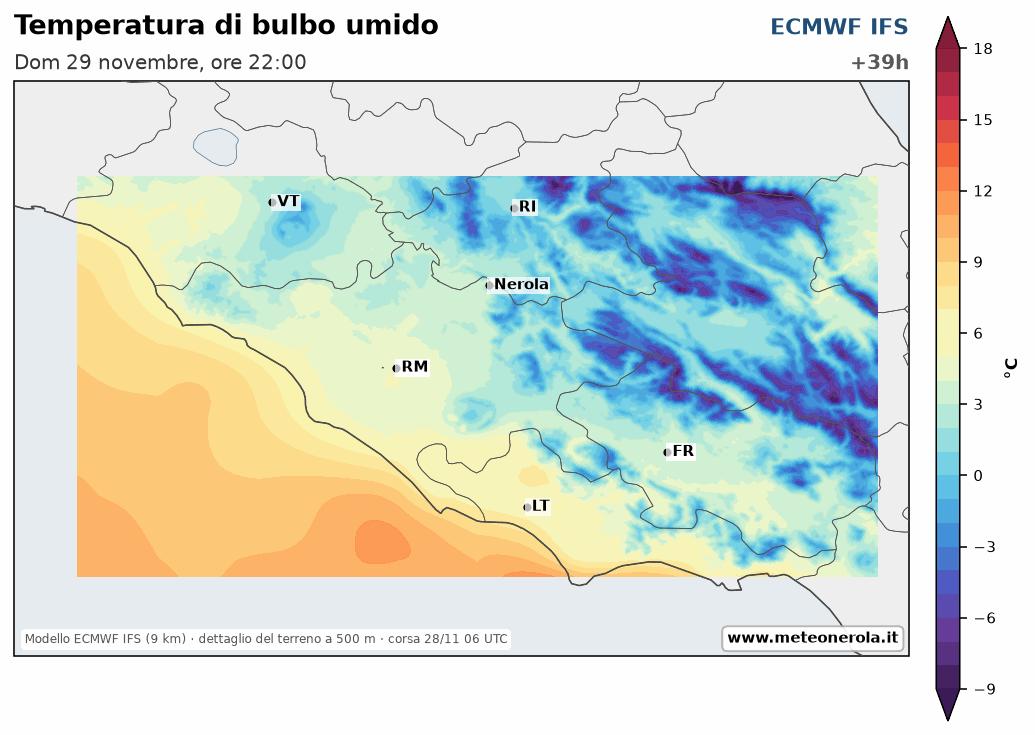 Temperatura di bulbo umido
ECMWF IFS
Dom 29 novembre, ore 22:00
+39h
VT
RI
Nerola
RM
FR
LT
18
15
12
9
6
3
0
−3
−6
−9
°C
Modello ECMWF IFS (9 km) · dettaglio del terreno a 500 m · corsa 28/11 06 UTC
www.meteonerola.it